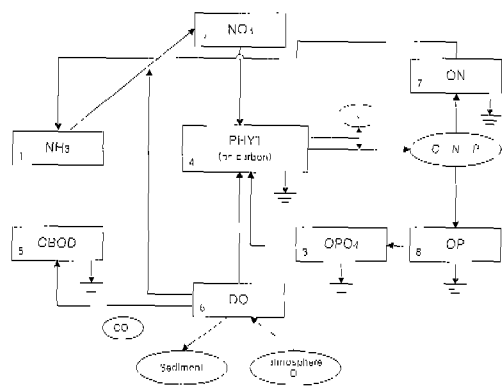 NO3
2
ON
7
NH3
1
PHYT
(as carbon)
4
C N P
CBOD
5
OPO4
3
OP
8
DO
6
CO
Sediment
atmosphere
O